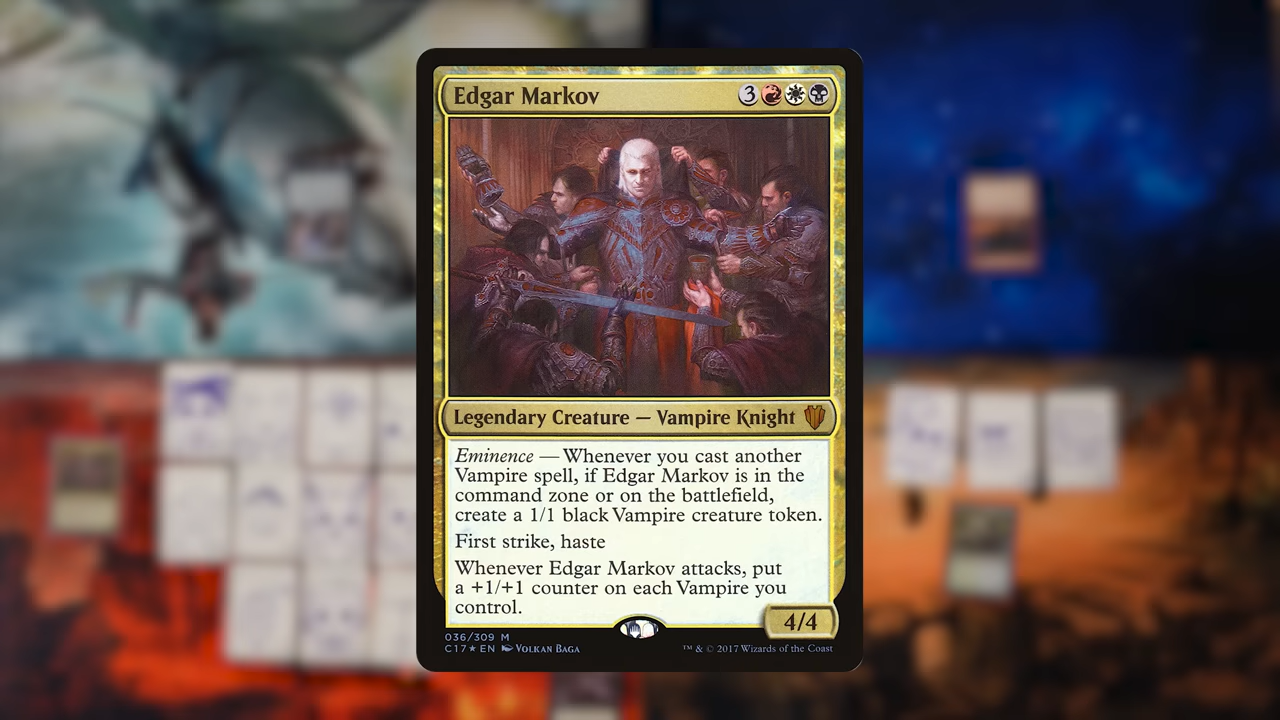 Edgar Markov 3
Legendary Creature — Vampire Knight
Eminence — Whenever you cast another
Vampire spell, if Edgar Markov is in the
command zone or on the battlefield,
create a 1/1 black Vampire creature token.
First strike, haste
Whenever Edgar Markov attacks, put
a +1/+1 counter on each Vampire you
control.
4/4
036/309 M
C17★EN VOLKAN BAGA
™ & © 2017 Wizards of the Coast